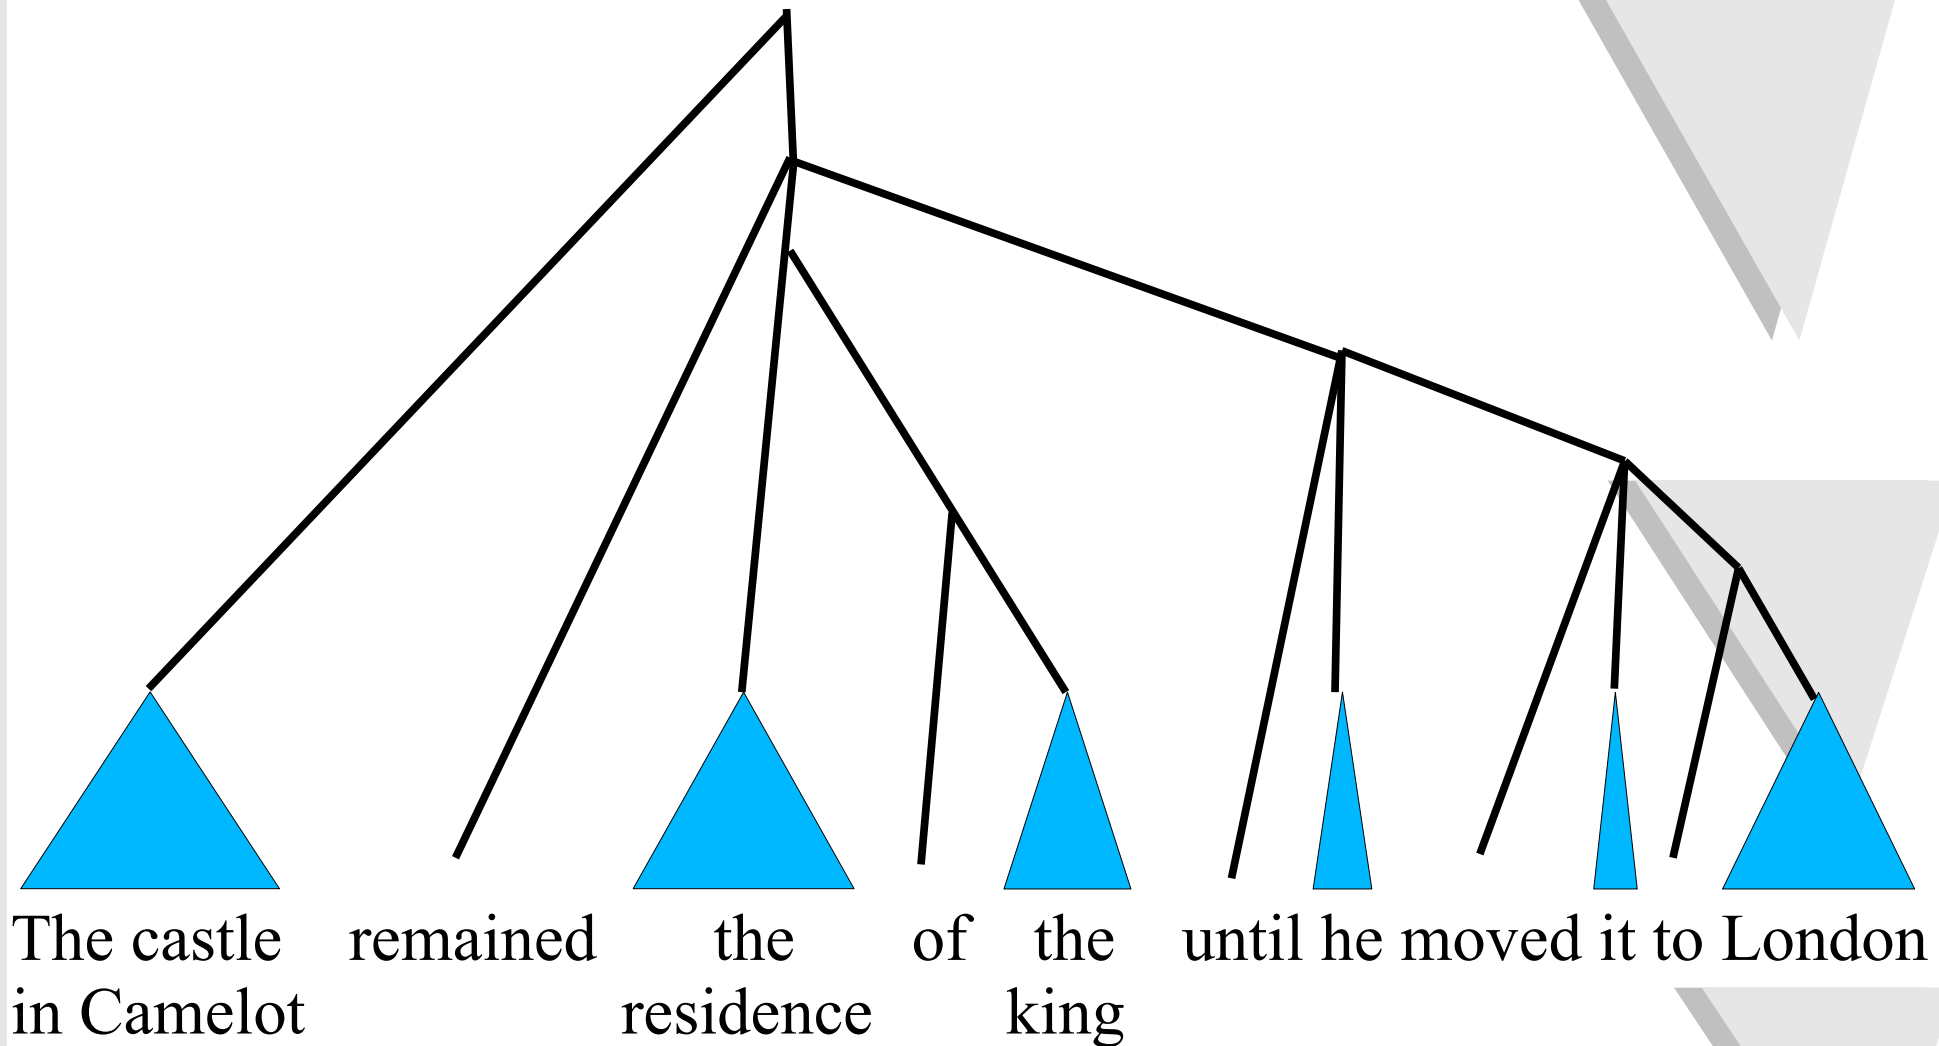 The castle remained the of the until he moved it to London
in Camelot residence king